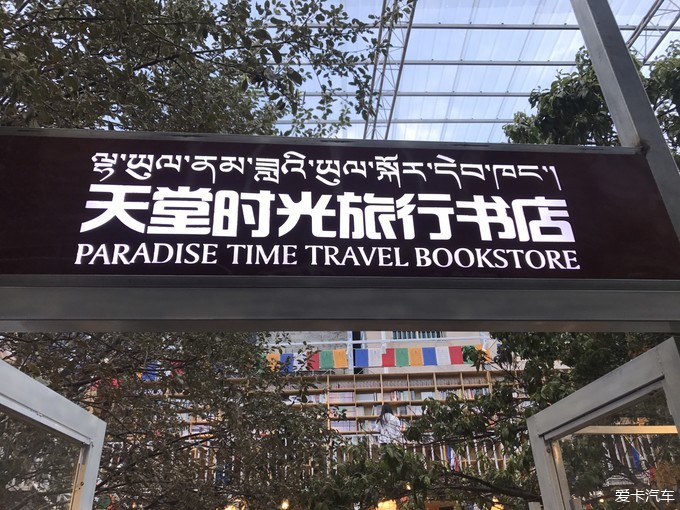 ལྷ་ཡུལ་ནམ་ཟླའི་ཡུལ་སྐོར་དེབ་ཁང་།
天堂时光旅行书店
PARADISE TIME TRAVEL BOOKSTORE
爱卡汽车